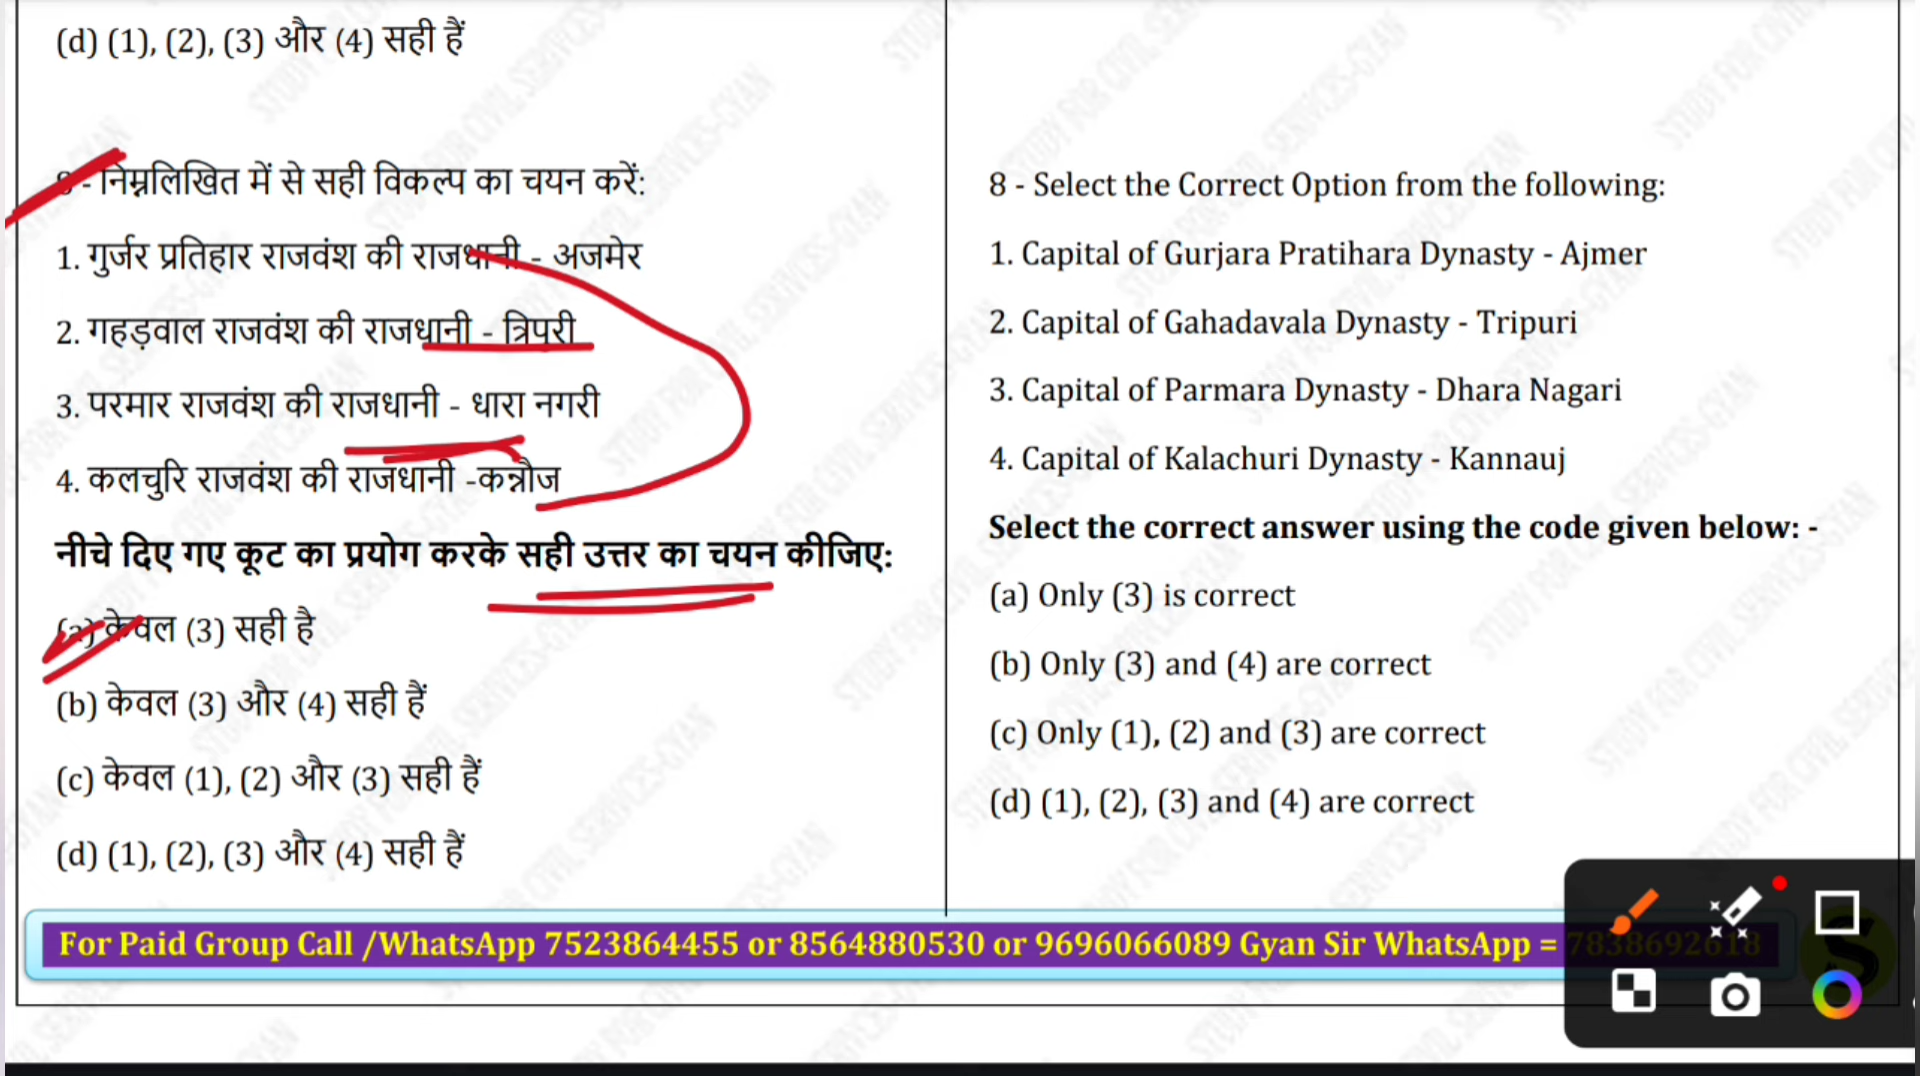 (d) (1), (2), (3) और (4) सही हैं
8 - निम्नलिखित में से सही विकल्प का चयन करें:
1. गुर्जर प्रतिहार राजवंश की राजधानी - अजमेर
2. गहड़वाल राजवंश की राजधानी - त्रिपुरी
3. परमार राजवंश की राजधानी - धारा नगरी
4. कलचुरि राजवंश की राजधानी -कन्नौज
नीचे दिए गए कूट का प्रयोग करके सही उत्तर का चयन कीजिए:
(a) केवल (3) सही है
(b) केवल (3) और (4) सही हैं
(c) केवल (1), (2) और (3) सही हैं
(d) (1), (2), (3) और (4) सही हैं
8 - Select the Correct Option from the following:
1. Capital of Gurjara Pratihara Dynasty - Ajmer
2. Capital of Gahadavala Dynasty - Tripuri
3. Capital of Parmara Dynasty - Dhara Nagari
4. Capital of Kalachuri Dynasty - Kannauj
Select the correct answer using the code given below: -
(a) Only (3) is correct
(b) Only (3) and (4) are correct
(c) Only (1), (2) and (3) are correct
(d) (1), (2), (3) and (4) are correct
For Paid Group Call /WhatsApp 7523864455 or 8564880530 or 9696066089 Gyan Sir WhatsApp = 7838692618
STUDY FOR CIVIL SERVICES-GYAN